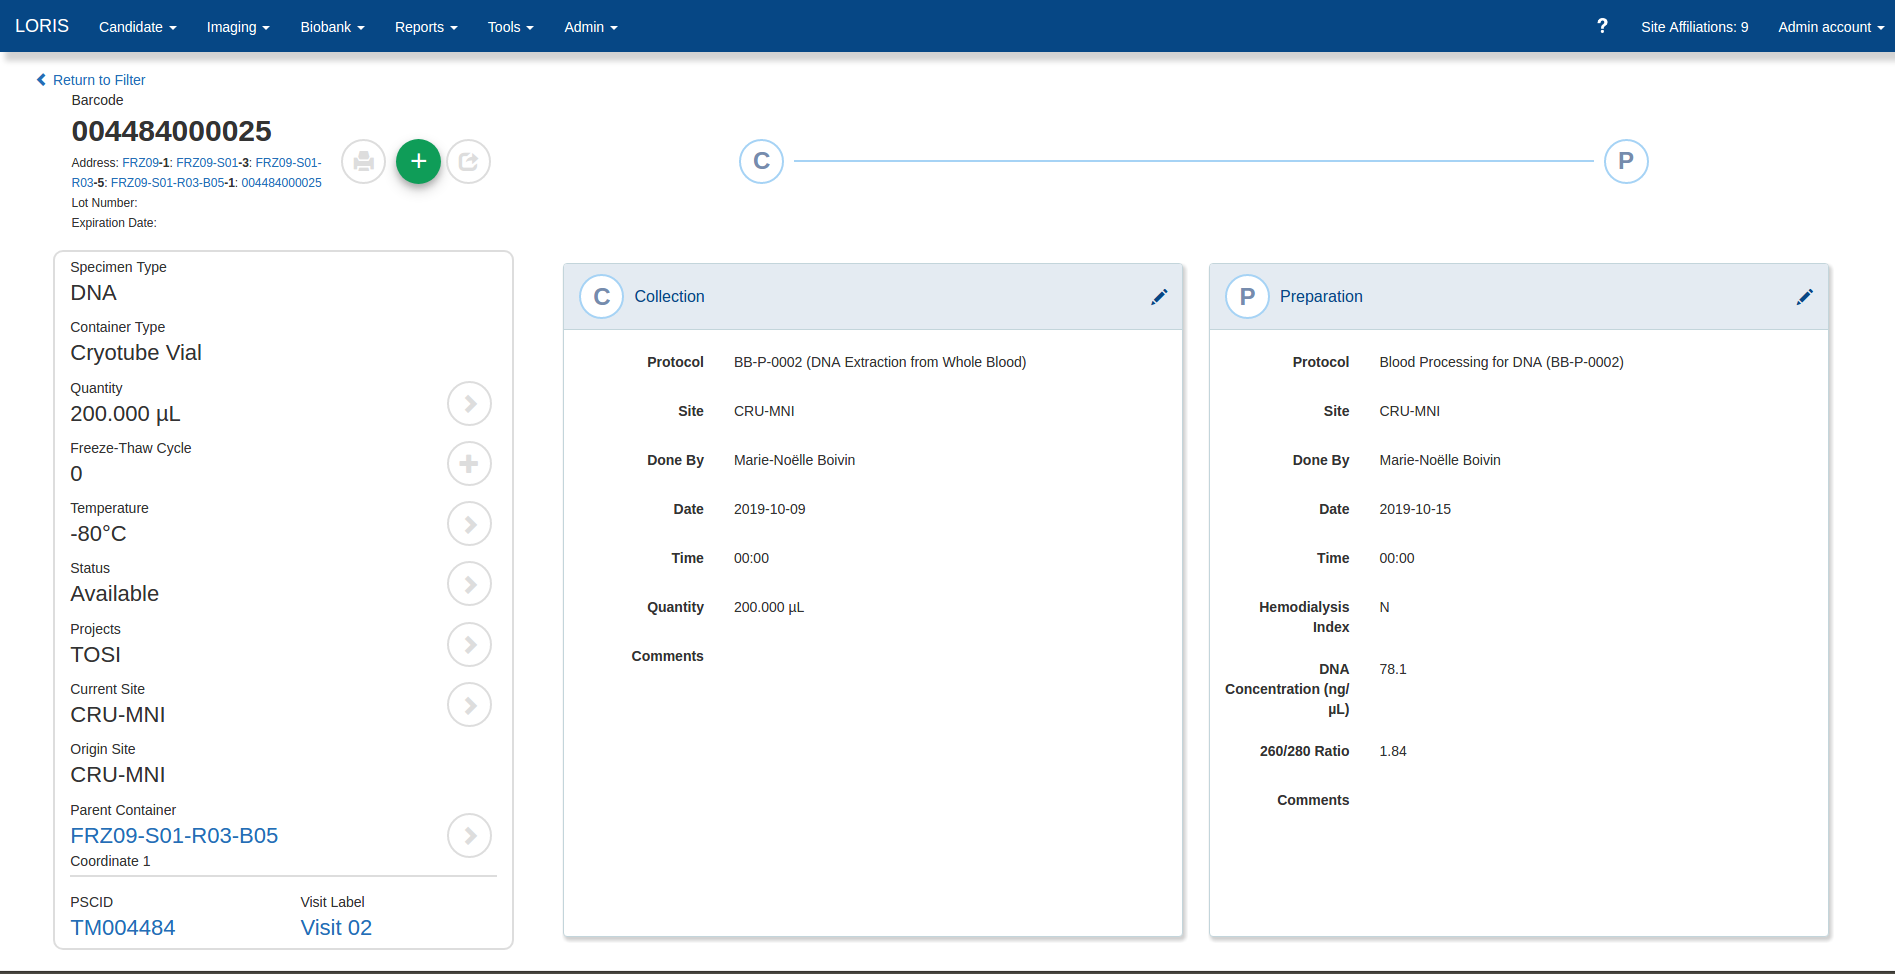 LORIS Candidate Imaging Biobank Reports Tools Admin ? Site Affiliations: 9 Admin account
Return to Filter
Barcode
004484000025
Address: FRZ09-1: FRZ09-S01-3: FRZ09-S01-
R03-5: FRZ09-S01-R03-B05-1: 004484000025
Lot Number:
Expiration Date:
+
C
P
Specimen Type
DNA
Container Type
Cryotube Vial
Quantity
200.000 µL
Freeze-Thaw Cycle
0
Temperature
-80°C
Status
Available
Projects
TOSI
Current Site
CRU-MNI
Origin Site
CRU-MNI
Parent Container
FRZ09-S01-R03-B05
Coordinate 1
PSCID
TM004484
Visit Label
Visit 02
C Collection
Protocol BB-P-0002 (DNA Extraction from Whole Blood)
Site CRU-MNI
Done By Marie-Noëlle Boivin
Date 2019-10-09
Time 00:00
Quantity 200.000 µL
Comments
P Preparation
Protocol Blood Processing for DNA (BB-P-0002)
Site CRU-MNI
Done By Marie-Noëlle Boivin
Date 2019-10-15
Time 00:00
Hemodialysis N
Index
DNA 78.1
Concentration (ng/
µL)
260/280 Ratio 1.84
Comments